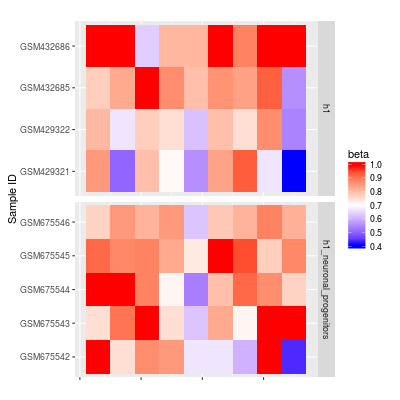 GSM432686
GSM432685
GSM429322
GSM429321
h1
GSM675546
GSM675545
GSM675544
GSM675543
GSM675542
h1_neuronal_progenitors
Sample ID
beta
1.0
0.9
0.8
0.7
0.6
0.5
0.4